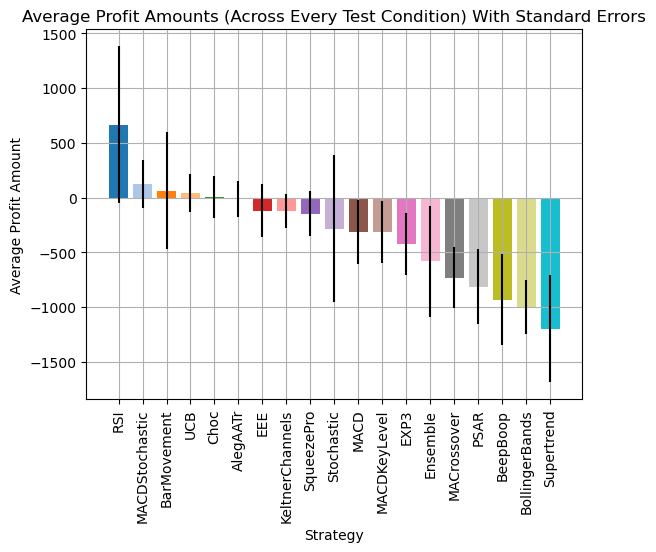 Average Profit Amounts (Across Every Test Condition) With Standard Errors
1500
1000
500
0
−500
−1000
−1500
Average Profit Amount
RSI
MACDStochastic
BarMovement
UCB
Choc
AlegAATr
EEE
KeltnerChannels
SqueezePro
Stochastic
MACD
MACDKeyLevel
EXP3
Ensemble
MACrossover
PSAR
BeepBoop
BollingerBands
Supertrend
Strategy